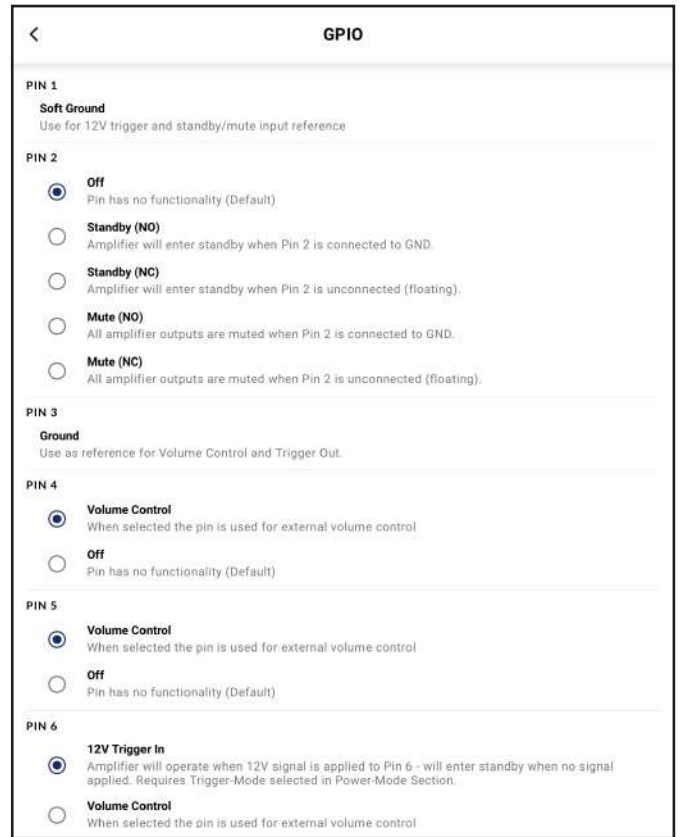 GPIO
PIN 1
Soft Ground
Use for 12V trigger and standby/mute input reference
PIN 2
Off
Pin has no functionality (Default)
Standby (NO)
Amplifier will enter standby when Pin 2 is connected to GND.
Standby (NC)
Amplifier will enter standby when Pin 2 is unconnected (floating).
Mute (NO)
All amplifier outputs are muted when Pin 2 is connected to GND.
Mute (NC)
All amplifier outputs are muted when Pin 2 is unconnected (floating).
PIN 3
Ground
Use as reference for Volume Control and Trigger Out.
PIN 4
Volume Control
When selected the pin is used for external volume control
Off
Pin has no functionality (Default)
PIN 5
Volume Control
When selected the pin is used for external volume control
Off
Pin has no functionality (Default)
PIN 6
12V Trigger In
Amplifier will operate when 12V signal is applied to Pin 6 - will enter standby when no signal
applied. Requires Trigger-Mode selected in Power-Mode Section.
Volume Control
When selected the pin is used for external volume control